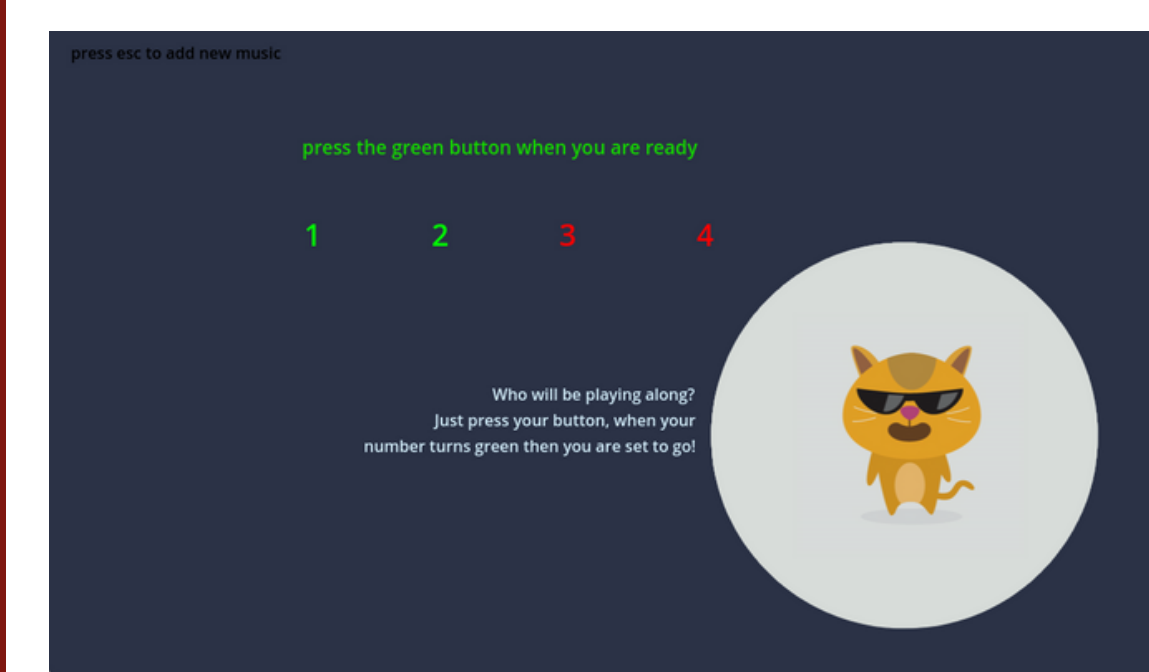 press esc to add new music
press the green button when you are ready
1 2 3 4
Who will be playing along?
Just press your button, when your
number turns green then you are set to go!